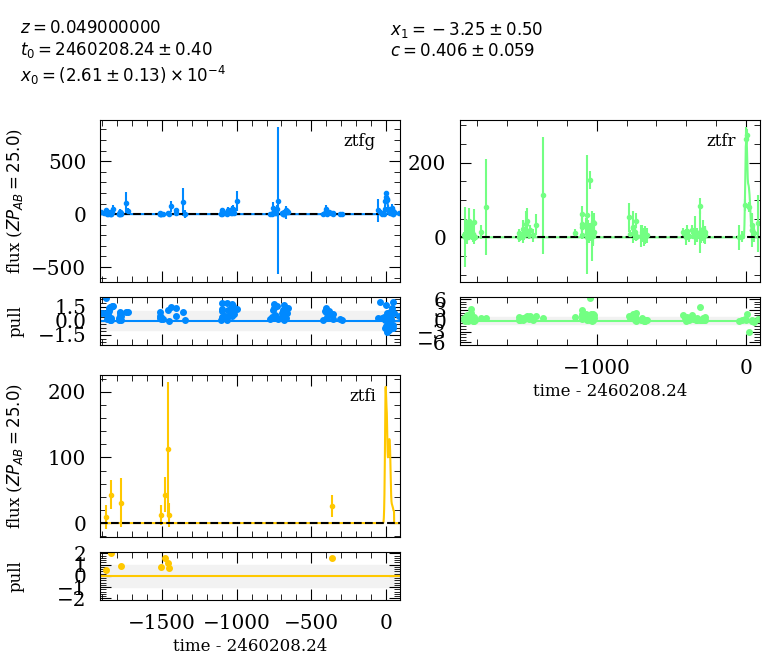 z = 0.049000000
t₀ = 2460208.24 ± 0.40
x₀ = (2.61 ± 0.13) × 10⁻⁴
x₁ = −3.25 ± 0.50
c = 0.406 ± 0.059
ztfg
flux (ZP_AB = 25.0)
500
0
−500
ztfr
200
0
pull
1.5
0.0
−1.5
6
3
0
−3
−6
−1000
0
time - 2460208.24
ztfi
flux (ZP_AB = 25.0)
200
100
0
pull
2
1
0
−1
−2
−1500
−1000
−500
0
time - 2460208.24